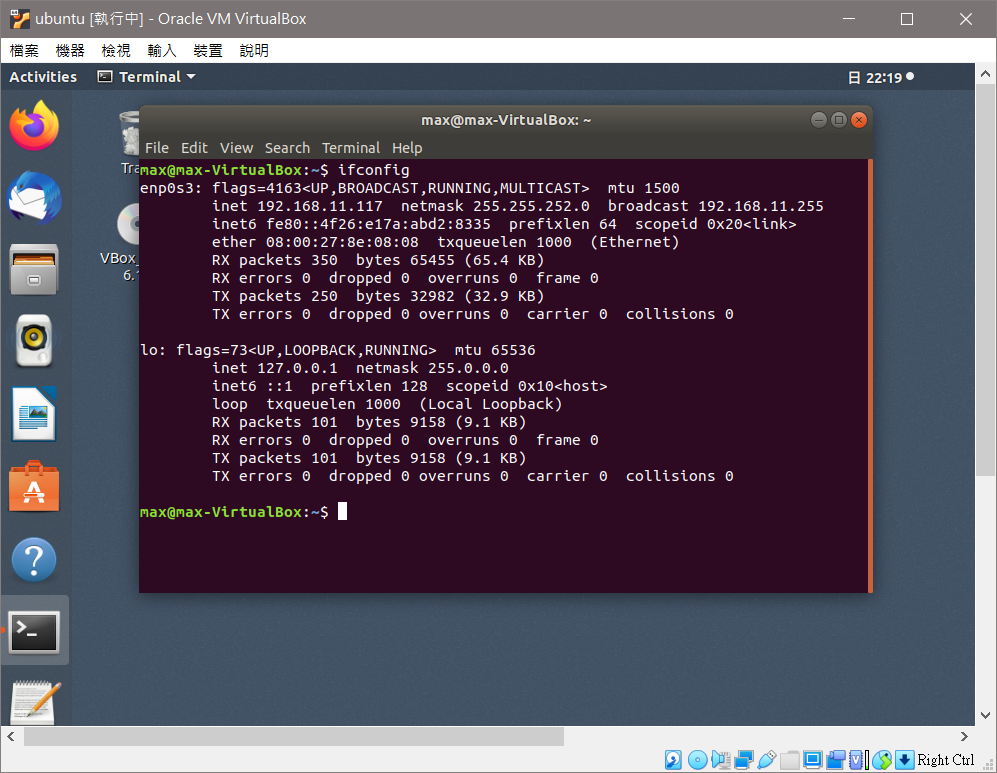 ubuntu [執行中] - Oracle VM VirtualBox
檔案 機器 檢視 輸入 裝置 說明
Activities Terminal 日 22:19
max@max-VirtualBox: ~
File Edit View Search Terminal Help
Tra
VBox_
6.
max@max-VirtualBox:~$ ifconfig
enp0s3: flags=4163<UP,BROADCAST,RUNNING,MULTICAST>  mtu 1500
        inet 192.168.11.117  netmask 255.255.252.0  broadcast 192.168.11.255
        inet6 fe80::4f26:e17a:abd2:8335  prefixlen 64  scopeid 0x20<link>
        ether 08:00:27:8e:08:08  txqueuelen 1000  (Ethernet)
        RX packets 350  bytes 65455 (65.4 KB)
        RX errors 0  dropped 0  overruns 0  frame 0
        TX packets 250  bytes 32982 (32.9 KB)
        TX errors 0  dropped 0 overruns 0  carrier 0  collisions 0
lo: flags=73<UP,LOOPBACK,RUNNING>  mtu 65536
        inet 127.0.0.1  netmask 255.0.0.0
        inet6 ::1  prefixlen 128  scopeid 0x10<host>
        loop  txqueuelen 1000  (Local Loopback)
        RX packets 101  bytes 9158 (9.1 KB)
        RX errors 0  dropped 0  overruns 0  frame 0
        TX packets 101  bytes 9158 (9.1 KB)
        TX errors 0  dropped 0 overruns 0  carrier 0  collisions 0
max@max-VirtualBox:~$
Right Ctrl